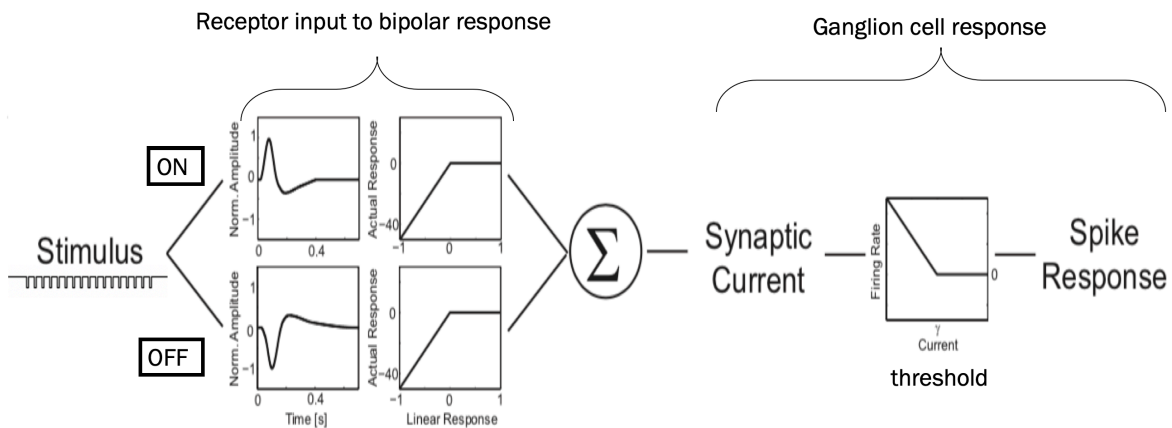 Receptor input to bipolar response
Ganglion cell response
ON
OFF
Stimulus
Norm. Amplitude
1
0
−1
0
0.4
Actual Response
0
−40
−1
0
1
Norm. Amplitude
1
0
−1
0
0.4
Time [s]
Actual Response
0
−40
−1
0
1
Linear Response
Σ
Synaptic
Current
Firing Rate
0
γ
Current
threshold
Spike
Response